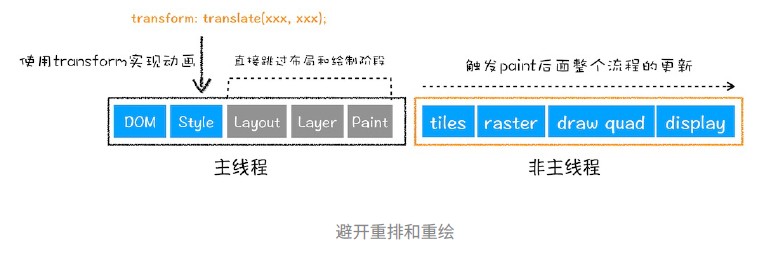 transform: translate(xxx, xxx);
使用transform实现动画
直接跳过布局和绘制阶段
触发paint后面整个流程的更新
DOM Style Layout Layer Paint
tiles raster draw quad display
主线程
非主线程
避开重排和重绘